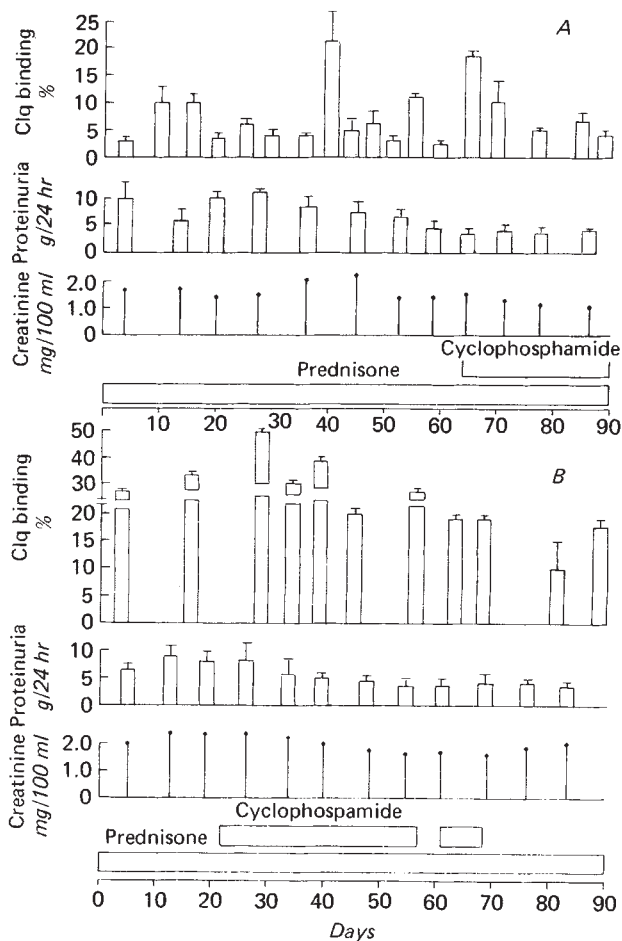 A
Clq binding
%
25
20
15
10
5
0
Proteinuria
g/24 hr
10
5
0
Creatinine
mg/100 ml
2.0
1.0
0
Cyclophosphamide
Prednisone
10 20 30 40 50 60 70 80 90
B
Clq binding
%
50
30
20
15
10
5
0
Proteinuria
g/24 hr
10
5
0
Creatinine
mg/100 ml
2.0
1.0
0
Cyclophospamide
Prednisone
0 10 20 30 40 50 60 70 80 90
Days